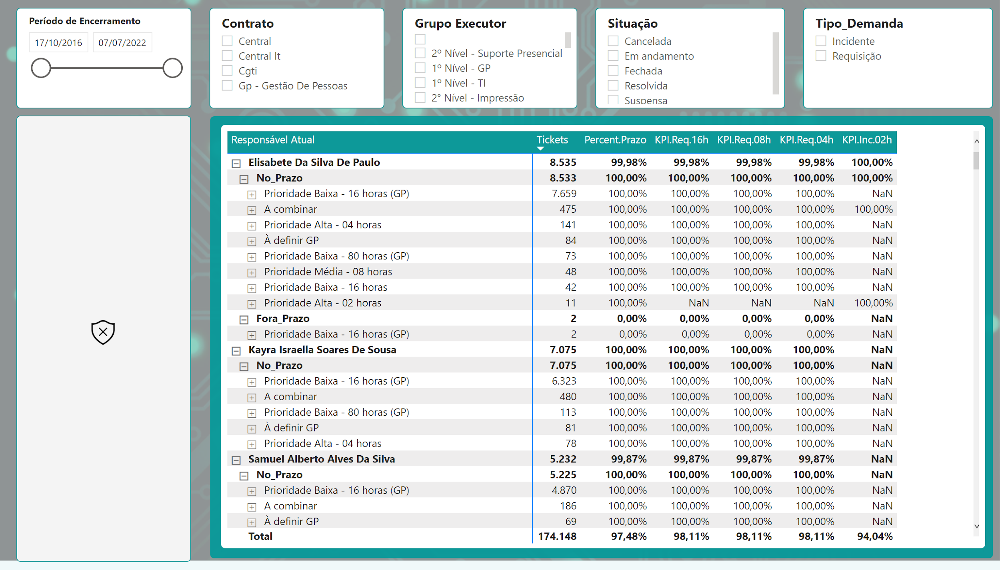 Período de Encerramento
17/10/2016 07/07/2022
Contrato
Central
Central It
Cgti
Gp - Gestão De Pessoas
Grupo Executor
2º Nível - Suporte Presencial
1º Nível - GP
1º Nível - TI
2° Nível - Impressão
Situação
Cancelada
Em andamento
Fechada
Resolvida
Suspensa
Tipo_Demanda
Incidente
Requisição
Responsável Atual Tickets Percent.Prazo KPI.Req.16h KPI.Req.08h KPI.Req.04h KPI.Inc.02h
Elisabete Da Silva De Paulo 8.535 99,98% 99,98% 99,98% 99,98% 100,00%
No_Prazo 8.533 100,00% 100,00% 100,00% 100,00% 100,00%
Prioridade Baixa - 16 horas (GP) 7.659 100,00% 100,00% 100,00% 100,00% NaN
A combinar 475 100,00% 100,00% 100,00% 100,00% 100,00%
Prioridade Alta - 04 horas 141 100,00% 100,00% 100,00% 100,00% NaN
À definir GP 84 100,00% 100,00% 100,00% 100,00% NaN
Prioridade Baixa - 80 horas (GP) 73 100,00% 100,00% 100,00% 100,00% NaN
Prioridade Média - 08 horas 48 100,00% 100,00% 100,00% 100,00% NaN
Prioridade Baixa - 16 horas 42 100,00% 100,00% 100,00% 100,00% NaN
Prioridade Alta - 02 horas 11 100,00% NaN NaN NaN 100,00%
Fora_Prazo 2 0,00% 0,00% 0,00% 0,00% NaN
Prioridade Baixa - 16 horas (GP) 2 0,00% 0,00% 0,00% 0,00% NaN
Kayra Israella Soares De Sousa 7.075 100,00% 100,00% 100,00% 100,00% NaN
No_Prazo 7.075 100,00% 100,00% 100,00% 100,00% NaN
Prioridade Baixa - 16 horas (GP) 6.323 100,00% 100,00% 100,00% 100,00% NaN
A combinar 480 100,00% 100,00% 100,00% 100,00% NaN
Prioridade Baixa - 80 horas (GP) 113 100,00% 100,00% 100,00% 100,00% NaN
À definir GP 81 100,00% 100,00% 100,00% 100,00% NaN
Prioridade Alta - 04 horas 78 100,00% 100,00% 100,00% 100,00% NaN
Samuel Alberto Alves Da Silva 5.232 99,87% 99,87% 99,87% 99,87% NaN
No_Prazo 5.225 100,00% 100,00% 100,00% 100,00% NaN
Prioridade Baixa - 16 horas (GP) 4.870 100,00% 100,00% 100,00% 100,00% NaN
A combinar 186 100,00% 100,00% 100,00% 100,00% NaN
À definir GP 69 100,00% 100,00% 100,00% 100,00% NaN
Total 174.148 97,48% 98,11% 98,11% 98,11% 94,04%